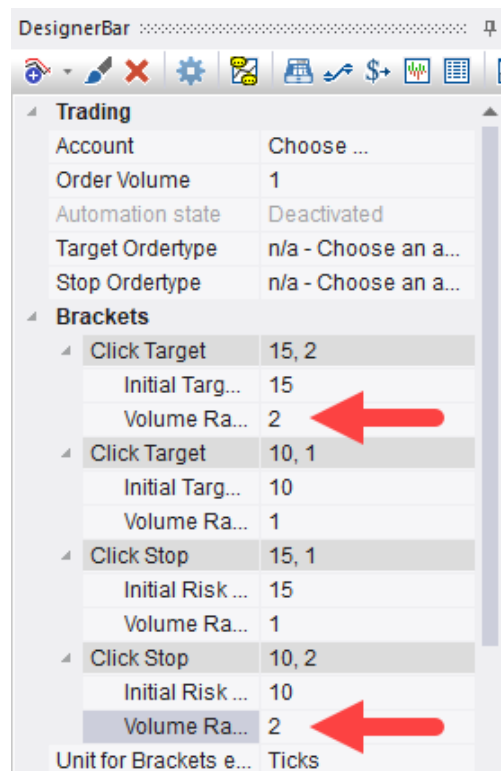 DesignerBar
Trading
Account Choose ...
Order Volume 1
Automation state Deactivated
Target Ordertype n/a - Choose an a...
Stop Ordertype n/a - Choose an a...
Brackets
Click Target 15, 2
Initial Targ... 15
Volume Ra... 2
Click Target 10, 1
Initial Targ... 10
Volume Ra... 1
Click Stop 15, 1
Initial Risk ... 15
Volume Ra... 1
Click Stop 10, 2
Initial Risk ... 10
Volume Ra... 2
Unit for Brackets e... Ticks